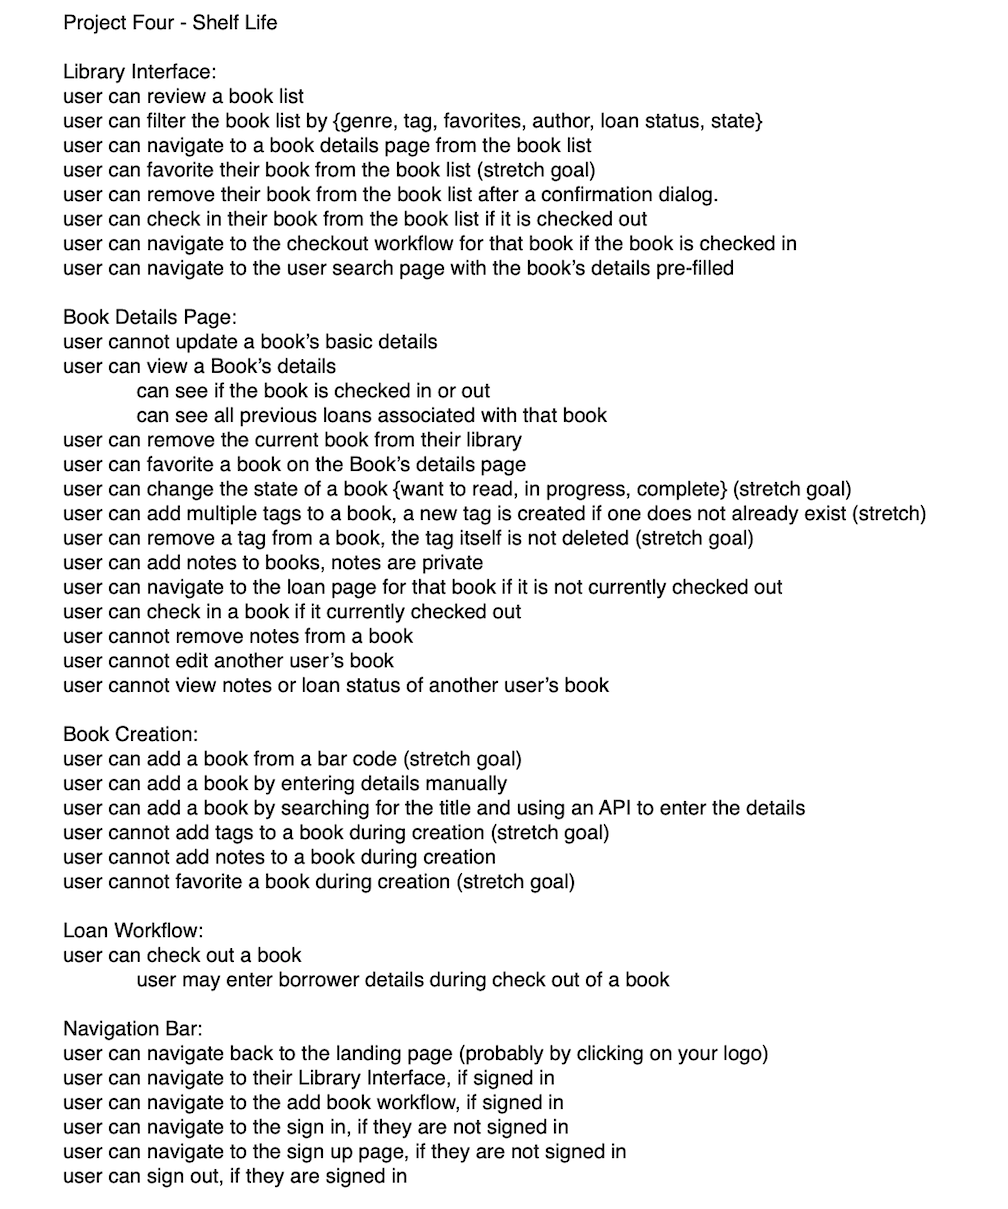 Project Four - Shelf Life
Library Interface:
user can review a book list
user can filter the book list by {genre, tag, favorites, author, loan status, state}
user can navigate to a book details page from the book list
user can favorite their book from the book list (stretch goal)
user can remove their book from the book list after a confirmation dialog.
user can check in their book from the book list if it is checked out
user can navigate to the checkout workflow for that book if the book is checked in
user can navigate to the user search page with the book’s details pre-filled
Book Details Page:
user cannot update a book’s basic details
user can view a Book’s details
can see if the book is checked in or out
can see all previous loans associated with that book
user can remove the current book from their library
user can favorite a book on the Book’s details page
user can change the state of a book {want to read, in progress, complete} (stretch goal)
user can add multiple tags to a book, a new tag is created if one does not already exist (stretch)
user can remove a tag from a book, the tag itself is not deleted (stretch goal)
user can add notes to books, notes are private
user can navigate to the loan page for that book if it is not currently checked out
user can check in a book if it currently checked out
user cannot remove notes from a book
user cannot edit another user’s book
user cannot view notes or loan status of another user’s book
Book Creation:
user can add a book from a bar code (stretch goal)
user can add a book by entering details manually
user can add a book by searching for the title and using an API to enter the details
user cannot add tags to a book during creation (stretch goal)
user cannot add notes to a book during creation
user cannot favorite a book during creation (stretch goal)
Loan Workflow:
user can check out a book
user may enter borrower details during check out of a book
Navigation Bar:
user can navigate back to the landing page (probably by clicking on your logo)
user can navigate to their Library Interface, if signed in
user can navigate to the add book workflow, if signed in
user can navigate to the sign in, if they are not signed in
user can navigate to the sign up page, if they are not signed in
user can sign out, if they are signed in